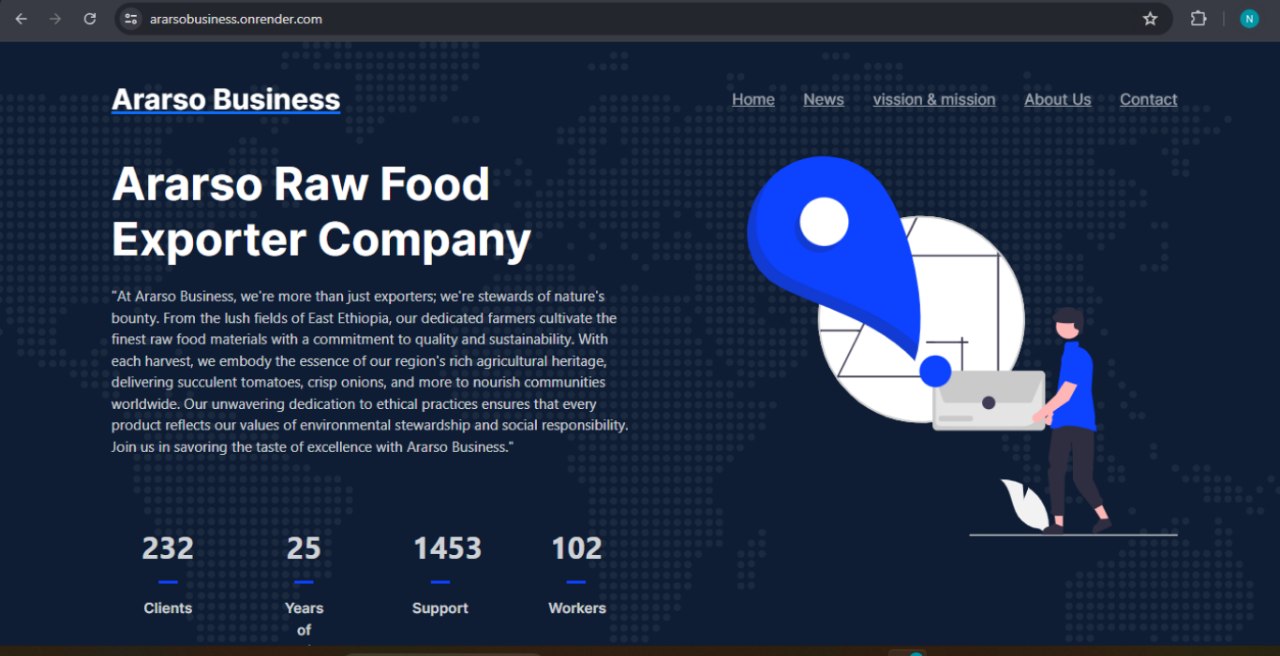 ararsobusiness.onrender.com
N
Ararso Business
Home News vission & mission About Us Contact
Ararso Raw Food
Exporter Company
"At Ararso Business, we're more than just exporters; we're stewards of nature's
bounty. From the lush fields of East Ethiopia, our dedicated farmers cultivate the
finest raw food materials with a commitment to quality and sustainability. With
each harvest, we embody the essence of our region's rich agricultural heritage,
delivering succulent tomatoes, crisp onions, and more to nourish communities
worldwide. Our unwavering dedication to ethical practices ensures that every
product reflects our values of environmental stewardship and social responsibility.
Join us in savoring the taste of excellence with Ararso Business."
232 25 1453 102
Clients Years Support Workers
of